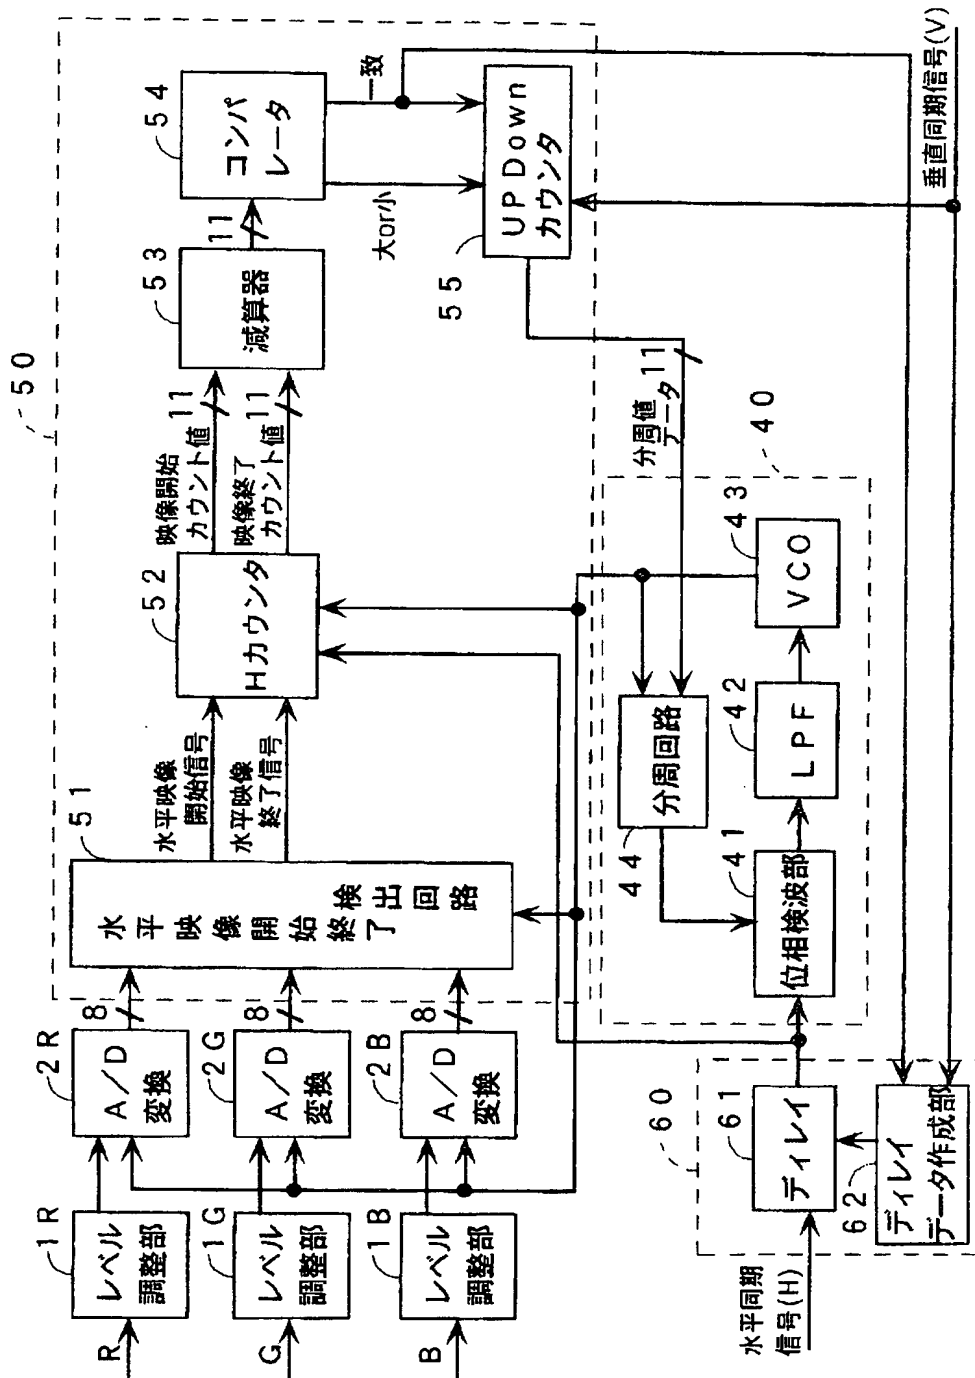 R
レベル
調整部
1R
A/D
変換
2R
8
G
レベル
調整部
1G
A/D
変換
2G
8
B
レベル
調整部
1B
A/D
変換
2B
8
水平映像開始終了
検出回路
51
水平映像
開始信号
水平映像
終了信号
Hカウンタ
52
映像開始
カウント値
11
映像終了
カウント値
11
減算器
53
11
コンパ
レータ
54
一致
大or小
UPDown
カウンタ
55
50
分周値
データ
11
分周回路
44
位相検波部
41
LPF
42
VCO
43
40
水平同期
信号(H)
ディレイ
61
ディレイ
データ作成部
62
60
垂直同期信号(V)